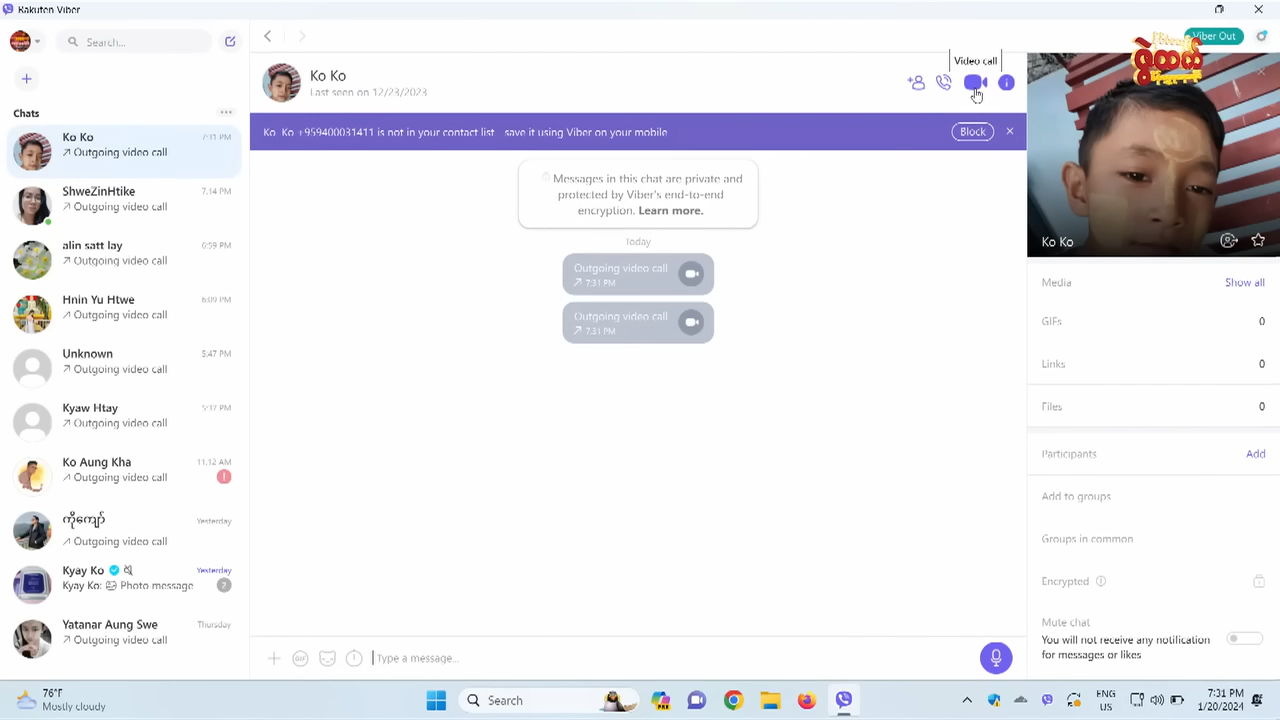 Rakuten Viber
Search...
Viber Out
Chats
Ko Ko
7:31 PM
Outgoing video call
ShweZinHtike
7:14 PM
Outgoing video call
alin satt lay
6:59 PM
Outgoing video call
Hnin Yu Htwe
6:09 PM
Outgoing video call
Unknown
5:47 PM
Outgoing video call
Kyaw Htay
5:37 PM
Outgoing video call
Ko Aung Kha
11:12 AM
Outgoing video call
ကိုကျော်
Yesterday
Outgoing video call
Kyay Ko
Yesterday
Kyay Ko: Photo message
2
Yatanar Aung Swe
Thursday
Outgoing video call
Ko Ko
Last seen on 12/23/2023
Video call
Ko Ko +959400031411 is not in your contact list - save it using Viber on your mobile
Block
Messages in this chat are private and
protected by Viber's end-to-end
encryption. Learn more.
Today
Outgoing video call
7:31 PM
Outgoing video call
7:31 PM
Type a message...
Ko Ko
Media
Show all
GIFs
0
Links
0
Files
0
Participants
Add
Add to groups
Groups in common
Encrypted
Mute chat
You will not receive any notification
for messages or likes
76°F
Mostly cloudy
Search
ENG
US
7:31 PM
1/20/2024